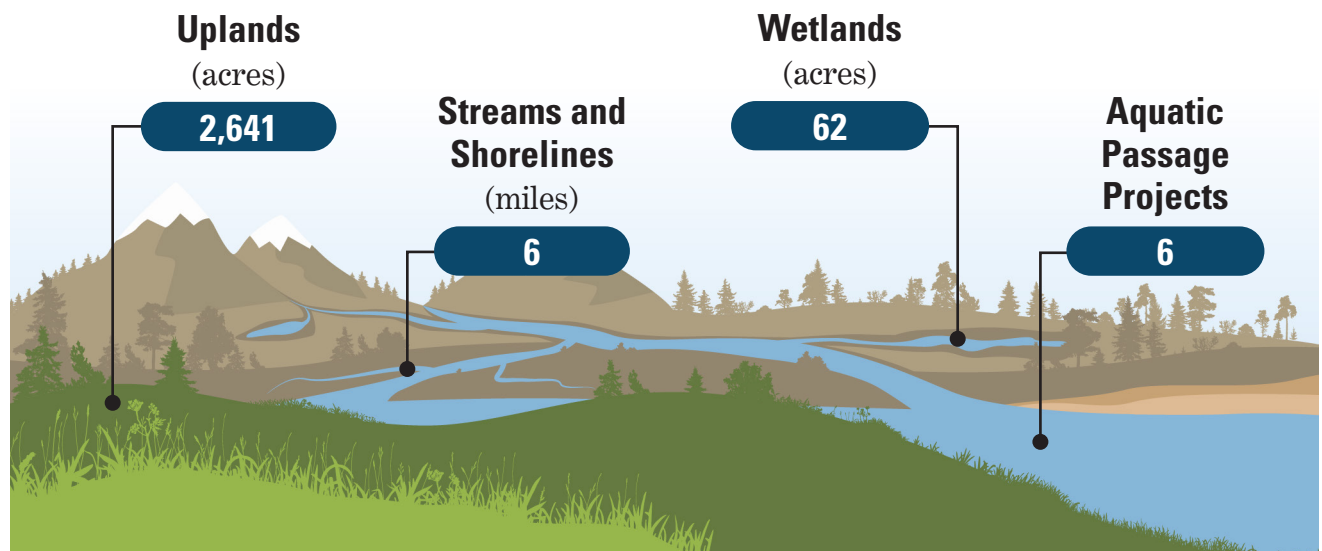 Uplands
(acres)
2,641
Streams and
Shorelines
(miles)
6
Wetlands
(acres)
62
Aquatic
Passage
Projects
6